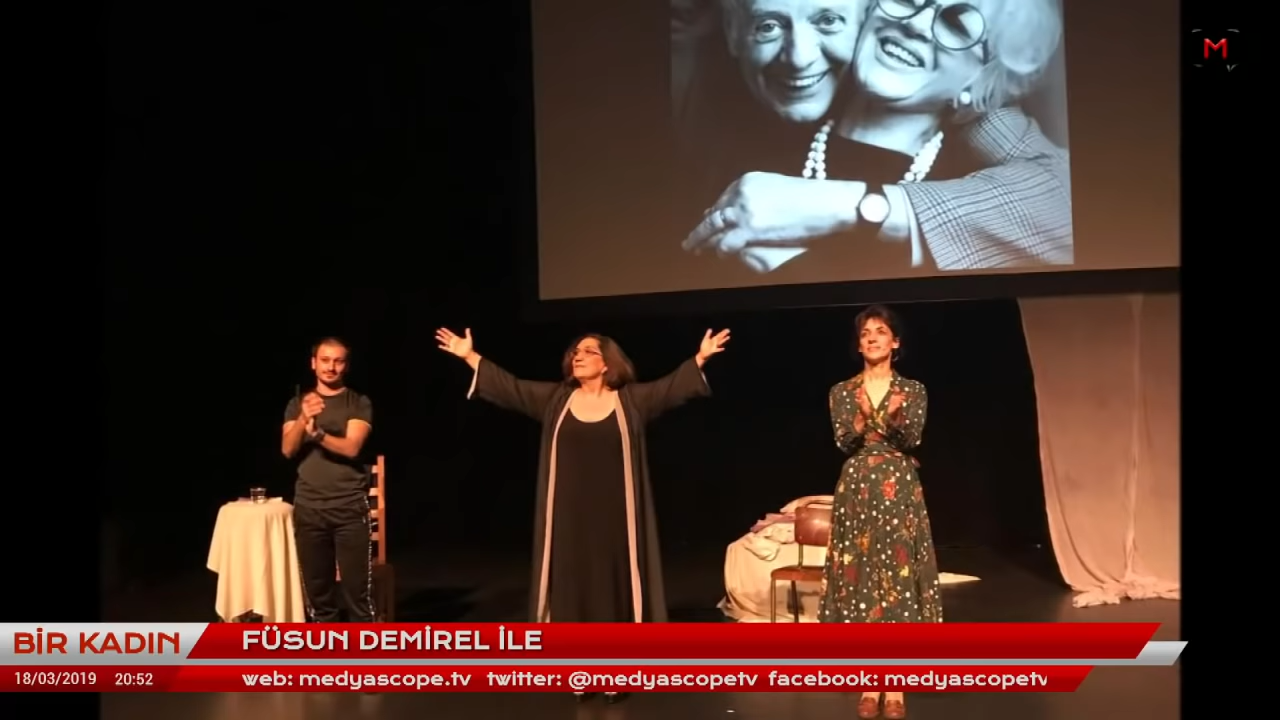 M
BİR KADIN
FÜSUN DEMİREL İLE
18/03/2019 20:52
web: medyascope.tv twitter: @medyascopetv facebook: medyascopetv